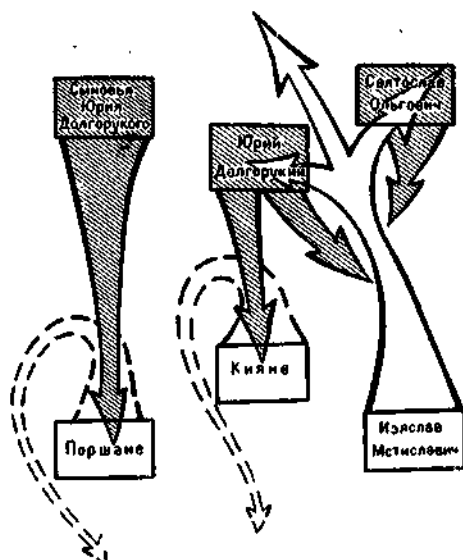 Сыновья
Юрия
Долгорукого
Святослав
Ольгович
Юрий
Долгорукий
Кияне
Поршане
Изяслав
Мстиславич